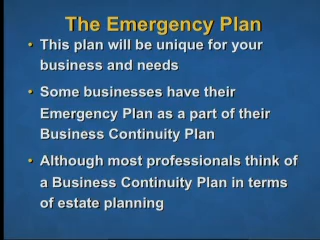 The Emergency Plan
• This plan will be unique for your
business and needs
• Some businesses have their
Emergency Plan as a part of their
Business Continuity Plan
• Although most professionals think of
a Business Continuity Plan in terms
of estate planning